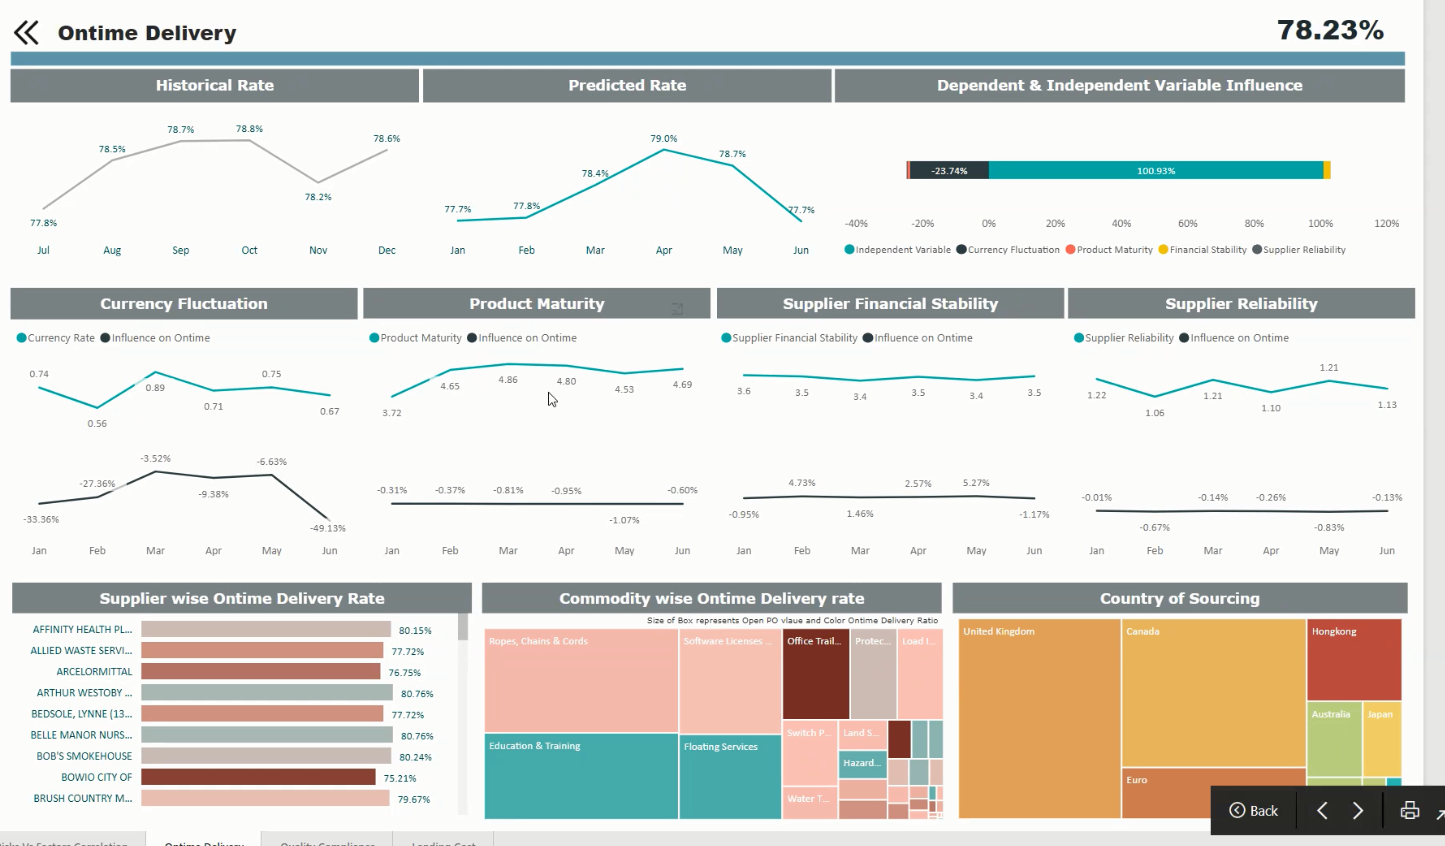 Ontime Delivery
78.23%
Historical Rate
Predicted Rate
Dependent & Independent Variable Influence
77.8%
78.5%
78.7%
78.8%
78.2%
78.6%
Jul Aug Sep Oct Nov Dec
77.7%
77.8%
78.4%
79.0%
78.7%
77.7%
Jan Feb Mar Apr May Jun
-23.74% 100.93%
-40% -20% 0% 20% 40% 60% 80% 100% 120%
Independent Variable Currency Fluctuation Product Maturity Financial Stability Supplier Reliability
Currency Fluctuation
Currency Rate Influence on Ontime
0.74 0.56 0.89 0.71 0.75 0.67
-33.36% -27.36% -3.52% -9.38% -6.63% -49.13%
Jan Feb Mar Apr May Jun
Product Maturity
Product Maturity Influence on Ontime
3.72 4.65 4.86 4.80 4.53 4.69
-0.31% -0.37% -0.81% -0.95% -1.07% -0.60%
Jan Feb Mar Apr May Jun
Supplier Financial Stability
Supplier Financial Stability Influence on Ontime
3.6 3.5 3.4 3.5 3.4 3.5
-0.95% 4.73% 1.46% 2.57% 5.27% -1.17%
Jan Feb Mar Apr May Jun
Supplier Reliability
Supplier Reliability Influence on Ontime
1.22 1.06 1.21 1.10 1.21 1.13
-0.01% -0.67% -0.14% -0.26% -0.83% -0.13%
Jan Feb Mar Apr May Jun
Supplier wise Ontime Delivery Rate
AFFINITY HEALTH PL... 80.15%
ALLIED WASTE SERVI... 77.72%
ARCELORMITTAL 76.75%
ARTHUR WESTOBY ... 80.76%
BEDSOLE, LYNNE (13... 77.72%
BELLE MANOR NURS... 80.76%
BOB'S SMOKEHOUSE 80.24%
BOWIO CITY OF 75.21%
BRUSH COUNTRY M... 79.67%
Commodity wise Ontime Delivery rate
Size of Box represents Open PO vlaue and Color Ontime Delivery Ratio
Ropes, Chains & Cords
Software Licenses ...
Office Trail...
Protec...
Load I...
Education & Training
Floating Services
Switch P...
Land S...
Hazard...
Water T...
Country of Sourcing
United Kingdom
Canada
Hongkong
Australia
Japan
Euro
Back
Ontime Delivery
Quality Compliance